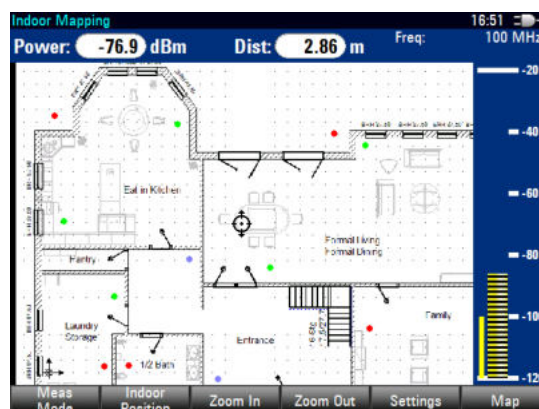 Indoor Mapping 16:51
Power: -76.9 dBm Dist: 2.86 m Freq: 100 MHz
-20
-40
Eat in Kitchen
-60
Formal Living
Formal Dining
Pantry
-80
Laundry
Storage
Entrance
Family
-100
1/2 Bath
-120
Meas
Mode
Indoor
Position
Zoom In
Zoom Out
Settings
Map